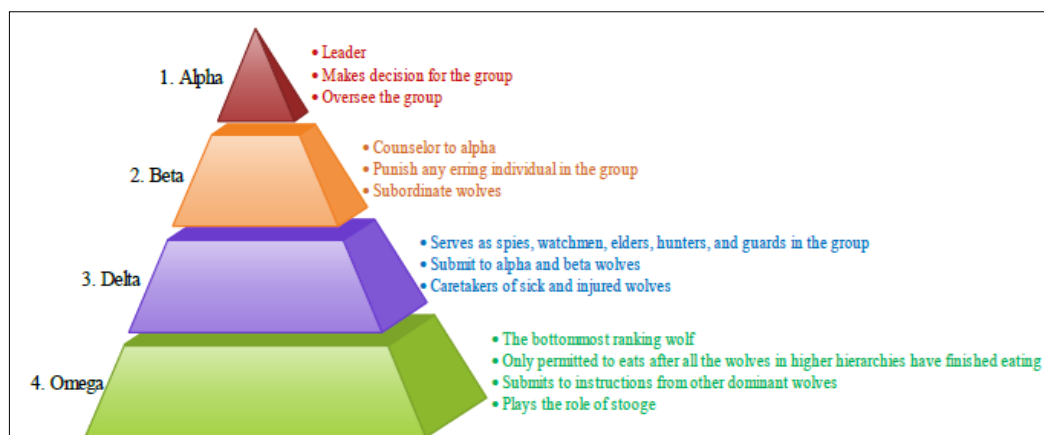 1. Alpha
• Leader
• Makes decision for the group
• Oversee the group
2. Beta
• Counselor to alpha
• Punish any erring individual in the group
• Subordinate wolves
3. Delta
• Serves as spies, watchmen, elders, hunters, and guards in the group
• Submit to alpha and beta wolves
• Caretakers of sick and injured wolves
4. Omega
• The bottommost ranking wolf
• Only permitted to eats after all the wolves in higher hierarchies have finished eating
• Submits to instructions from other dominant wolves
• Plays the role of stooge